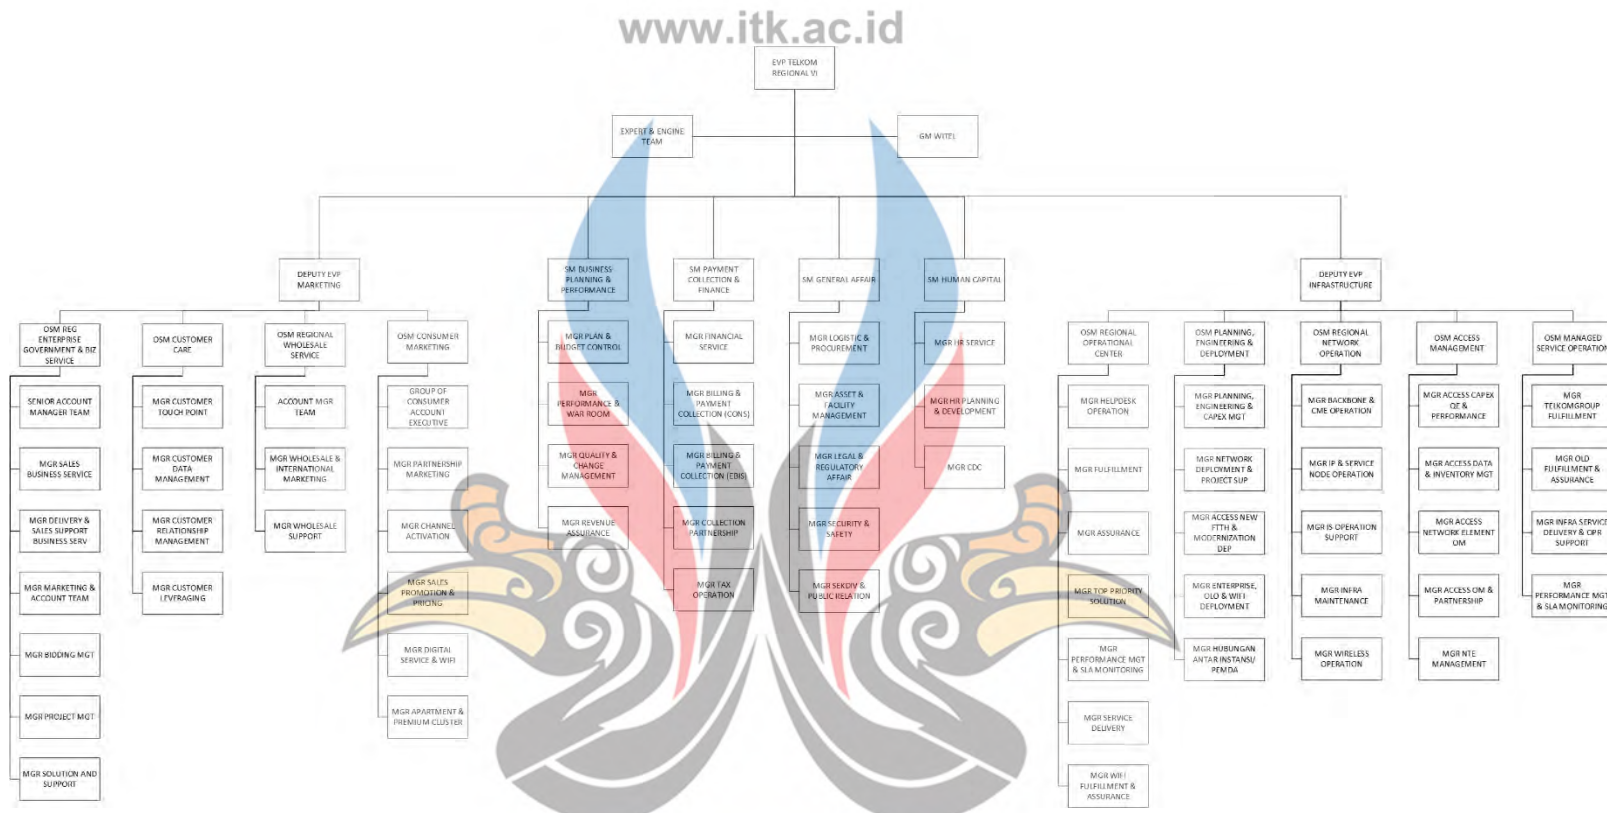 www.itk.ac.id
EVP TELKOM
REGIONAL VI
EXPERT & ENGINE
TEAM
GM WITEL
DEPUTY EVP
MARKETING
SM BUSINESS
PLANNING &
PERFORMANCE
SM PAYMENT
COLLECTION &
FINANCE
SM GENERAL AFFAIR
SM HUMAN CAPITAL
DEPUTY EVP
INFRASTRUCTURE
OSM REG
ENTERPRISE
GOVERNMENT & BIZ
SERVICE
SENIOR ACCOUNT
MANAGER TEAM
MGR SALES
BUSINESS SERVICE
MGR DELIVERY &
SALES SUPPORT
BUSINESS SERV
MGR MARKETING &
ACCOUNT TEAM
MGR BIDDING MGT
MGR PROJECT MGT
MGR SOLUTION AND
SUPPORT
OSM CUSTOMER
CARE
MGR CUSTOMER
TOUCH POINT
MGR CUSTOMER
DATA
MANAGEMENT
MGR CUSTOMER
RELATIONSHIP
MANAGEMENT
MGR CUSTOMER
LEVERAGING
OSM REGIONAL
WHOLESALE
SERVICE
ACCOUNT MGR
TEAM
MGR WHOLESALE &
INTERNATIONAL
MARKETING
MGR WHOLESALE
SUPPORT
OSM CONSUMER
MARKETING
GROUP OF
CONSUMER
ACCOUNT
EXECUTIVE
MGR PARTNERSHIP
MARKETING
MGR CHANNEL
ACTIVATION
MGR SALES
PROMOTION &
PRICING
MGR DIGITAL
SERVICE & WIFI
MGR APARTMENT &
PREMIUM CLUSTER
MGR PLAN &
BUDGET CONTROL
MGR
PERFORMANCE &
WAR ROOM
MGR QUALITY &
CHANGE
MANAGEMENT
MGR REVENUE
ASSURANCE
MGR FINANCIAL
SERVICE
MGR BILLING &
PAYMENT
COLLECTION (CONS)
MGR BILLING &
PAYMENT
COLLECTION (EBIS)
MGR COLLECTION
PARTNERSHIP
MGR TAX
OPERATION
MGR LOGISTIC &
PROCUREMENT
MGR ASSET &
FACILITY
MANAGEMENT
MGR LEGAL &
REGULATORY
AFFAIR
MGR SECURITY &
SAFETY
MGR SEKDIV &
PUBLIC RELATION
MGR HR SERVICE
MGR HR PLANNING
& DEVELOPMENT
MGR CDC
OSM REGIONAL
OPERATIONAL
CENTER
MGR HELPDESK
OPERATION
MGR FULFILLMENT
MGR ASSURANCE
MGR TOP PRIORITY
SOLUTION
MGR
PERFORMANCE MGT
& SLA MONITORING
MGR SERVICE
DELIVERY
MGR WIFI
FULFILLMENT &
ASSURANCE
OSM PLANNING,
ENGINEERING &
DEPLOYMENT
MGR PLANNING,
ENGINEERING &
CAPEX MGT
MGR NETWORK
DEPLOYMENT &
PROJECT SUP
MGR ACCESS NEW
FTTH &
MODERNIZATION
DEP
MGR ENTERPRISE,
OLO & WIFI
DEPLOYMENT
MGR HUBUNGAN
ANTAR INSTANSI/
PEMDA
OSM REGIONAL
NETWORK
OPERATION
MGR BACKBONE &
CME OPERATION
MGR IP & SERVICE
NODE OPERATION
MGR IS OPERATION
SUPPORT
MGR INFRA
MAINTENANCE
MGR WIRELESS
OPERATION
OSM ACCESS
MANAGEMENT
MGR ACCESS CAPEX
QE &
PERFORMANCE
MGR ACCESS DATA
& INVENTORY MGT
MGR ACCESS
NETWORK ELEMENT
OM
MGR ACCESS OM &
PARTNERSHIP
MGR NTE
MANAGEMENT
OSM MANAGED
SERVICE OPERATION
MGR
TELKOMGROUP
FULFILLMENT
MGR OLO
FULFILLMENT &
ASSURANCE
MGR INFRA SERVICE
DELIVERY & OPR
SUPPORT
MGR
PERFORMANCE MGT
& SLA MONITORING